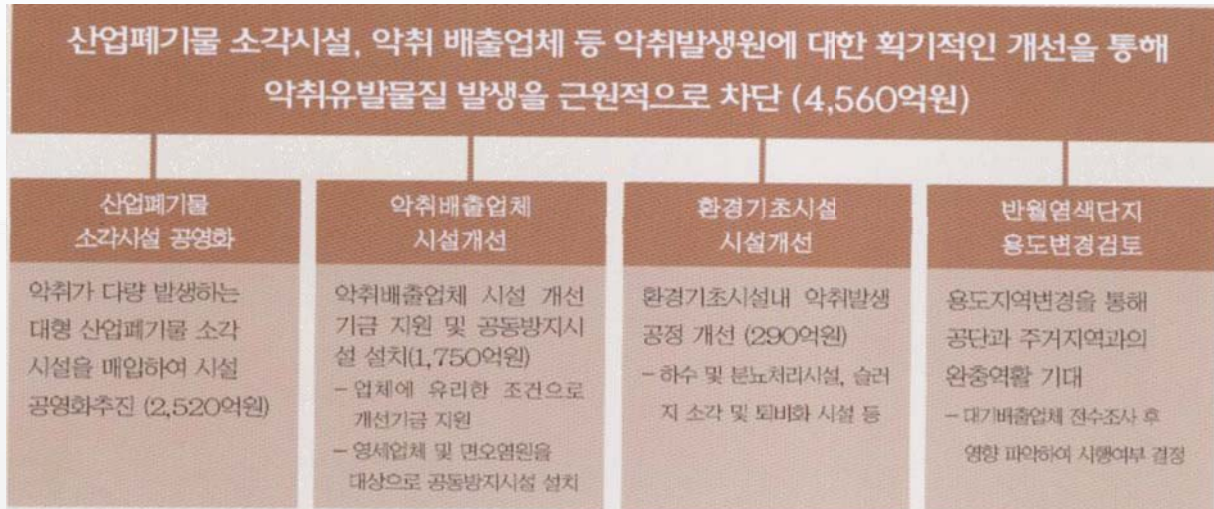 산업폐기물 소각시설, 악취 배출업체 등 악취발생원에 대한 획기적인 개선을 통해
악취유발물질 발생을 근원적으로 차단 (4,560억원)
산업폐기물
소각시설 공영화
악취가 다량 발생하는
대형 산업폐기물 소각
시설을 매입하여 시설
공영화추진 (2,520억원)
악취배출업체
시설개선
악취배출업체 시설 개선
기금 지원 및 공동방지시
설 설치(1,750억원)
- 업체에 유리한 조건으로
개선기금 지원
- 영세업체 및 면오염원을
대상으로 공동방지시설 설치
환경기초시설
시설개선
환경기초시설내 악취발생
공정 개선 (290억원)
- 하수 및 분뇨처리시설, 슬러
지 소각 및 퇴비화 시설 등
반월염색단지
용도변경검토
용도지역변경을 통해
공단과 주거지역과의
완충역활 기대
- 대기배출업체 전수조사 후
영향 파악하여 시행여부 결정